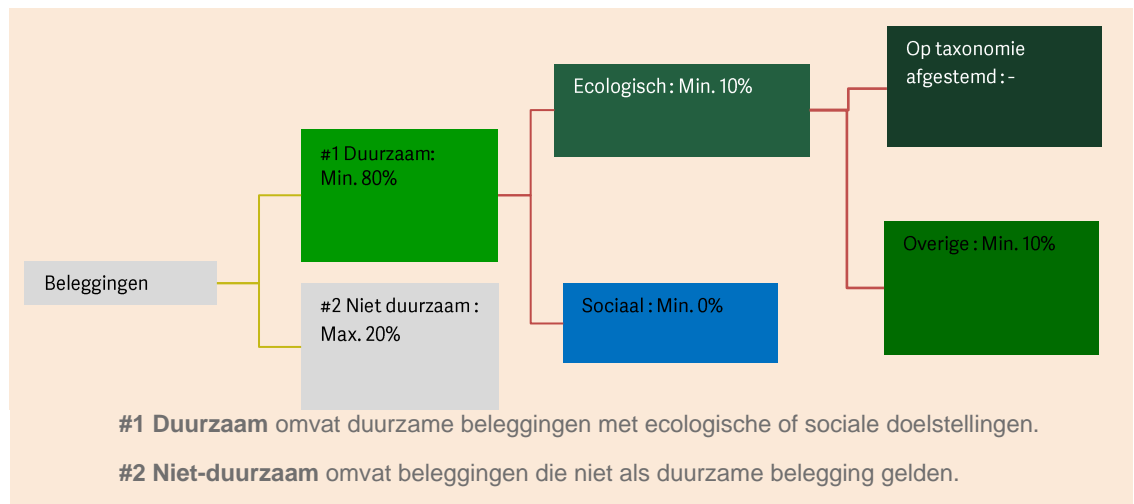 Beleggingen
#1 Duurzaam:
Min. 80%
#2 Niet duurzaam :
Max. 20%
Ecologisch : Min. 10%
Sociaal : Min. 0%
Op taxonomie
afgestemd : -
Overige : Min. 10%
#1 Duurzaam omvat duurzame beleggingen met ecologische of sociale doelstellingen.
#2 Niet-duurzaam omvat beleggingen die niet als duurzame belegging gelden.